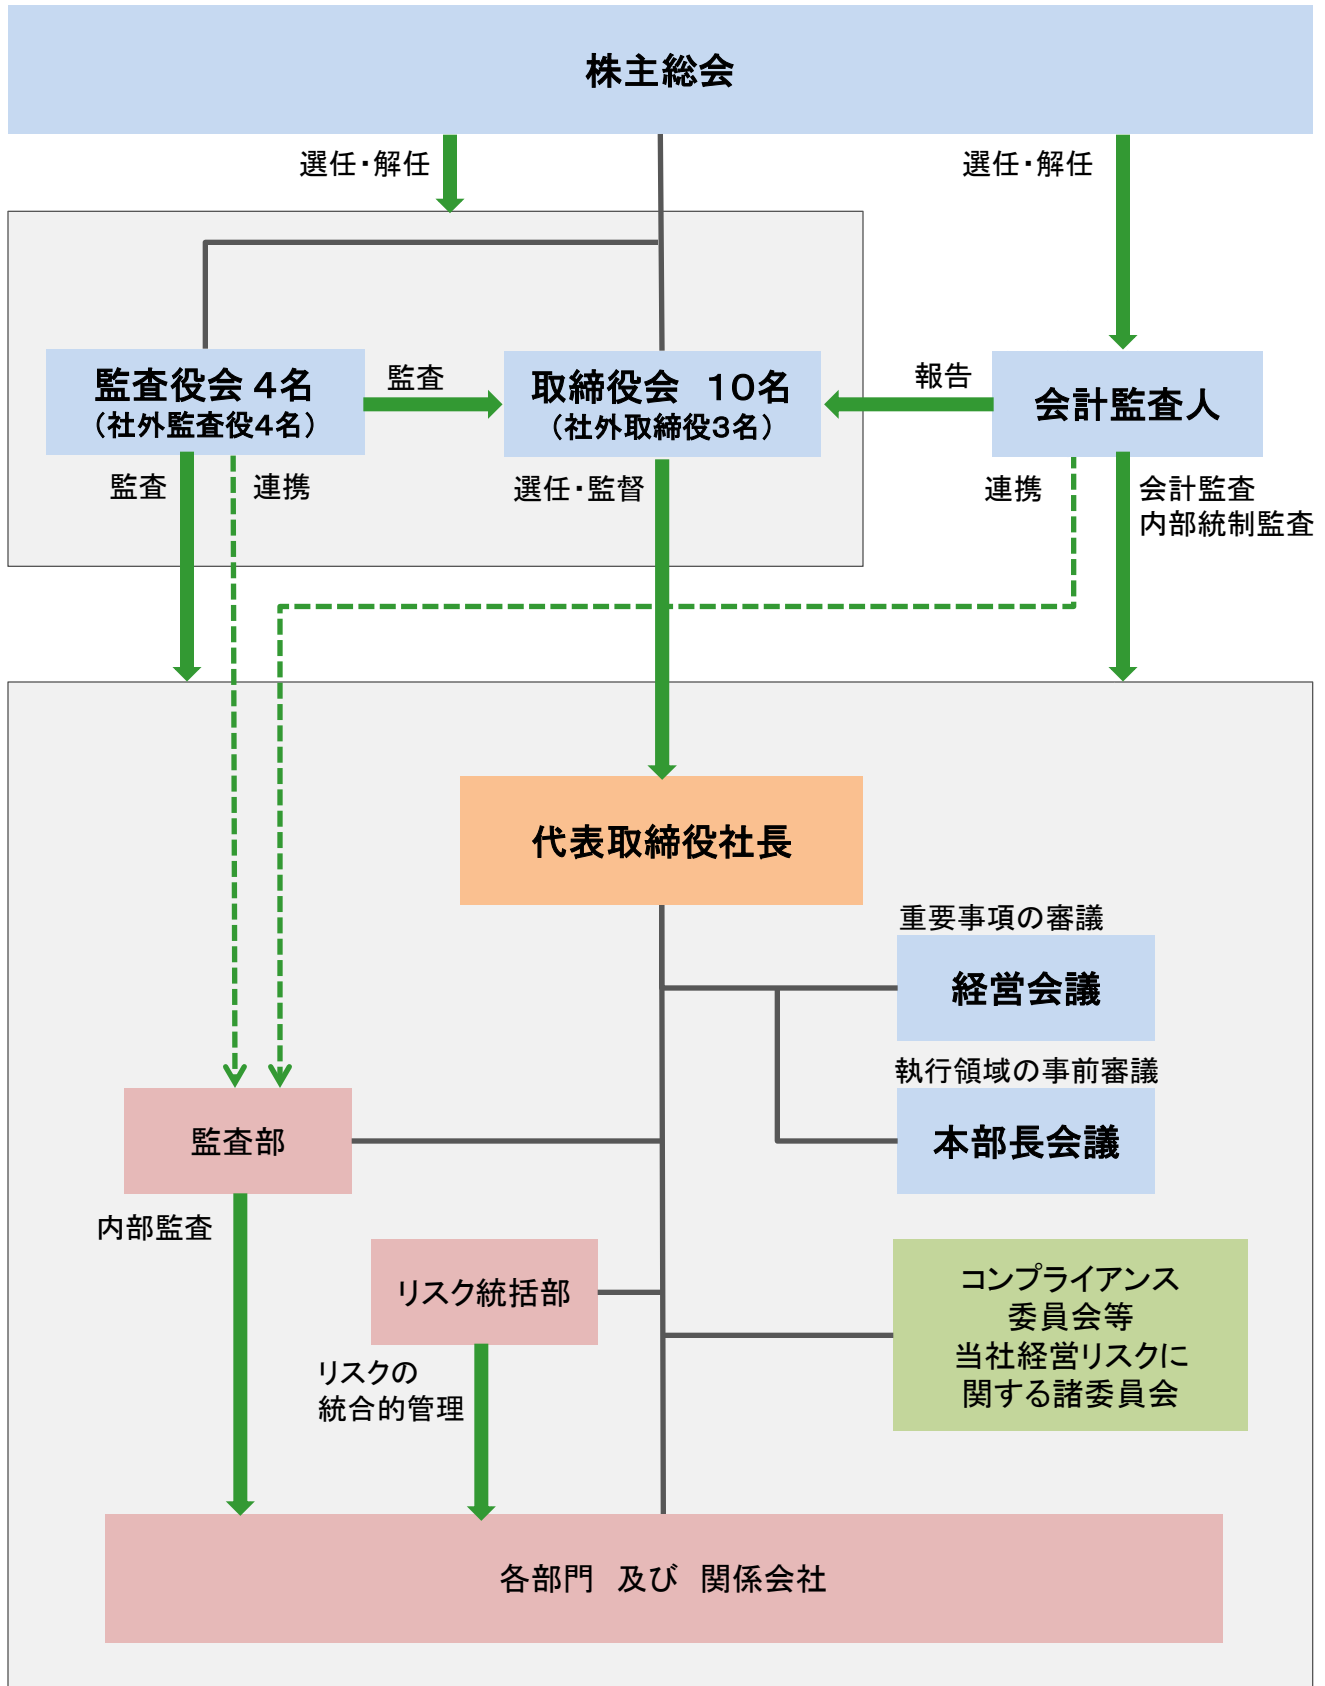 株主総会
選任・解任
選任・解任
監査役会 4名
（社外監査役4名）
監査
取締役会　10名
（社外取締役3名）
報告
会計監査人
監査
連携
選任・監督
連携
会計監査
内部統制監査
代表取締役社長
重要事項の審議
経営会議
執行領域の事前審議
本部長会議
監査部
内部監査
リスク統括部
リスクの
統合的管理
コンプライアンス
委員会等
当社経営リスクに
関する諸委員会
各部門　及び　関係会社